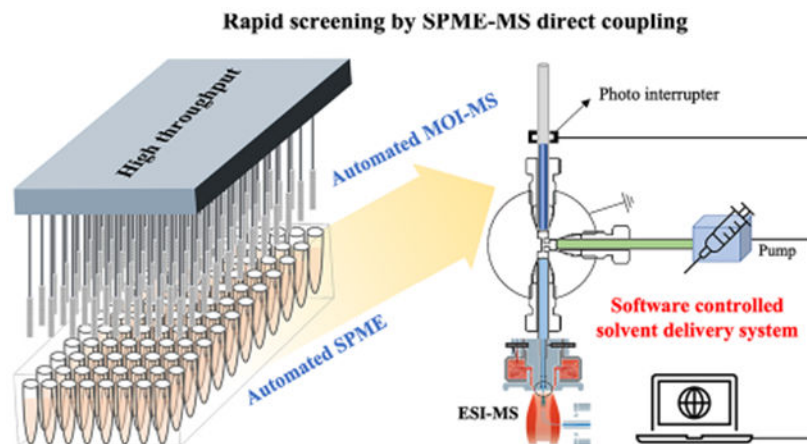 Rapid screening by SPME-MS direct coupling
High throughput
Automated MOI-MS
Automated SPME
Photo interrupter
Pump
Software controlled
solvent delivery system
ESI-MS